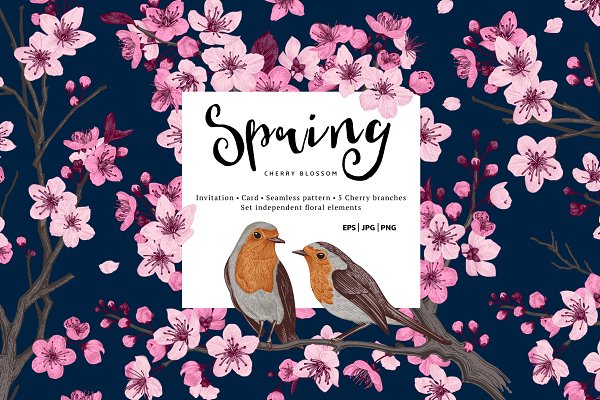 Spring
CHERRY BLOSSOM
Invitation • Card • Seamless pattern • 5 Cherry branches
Set independent floral elements
EPS | JPG | PNG